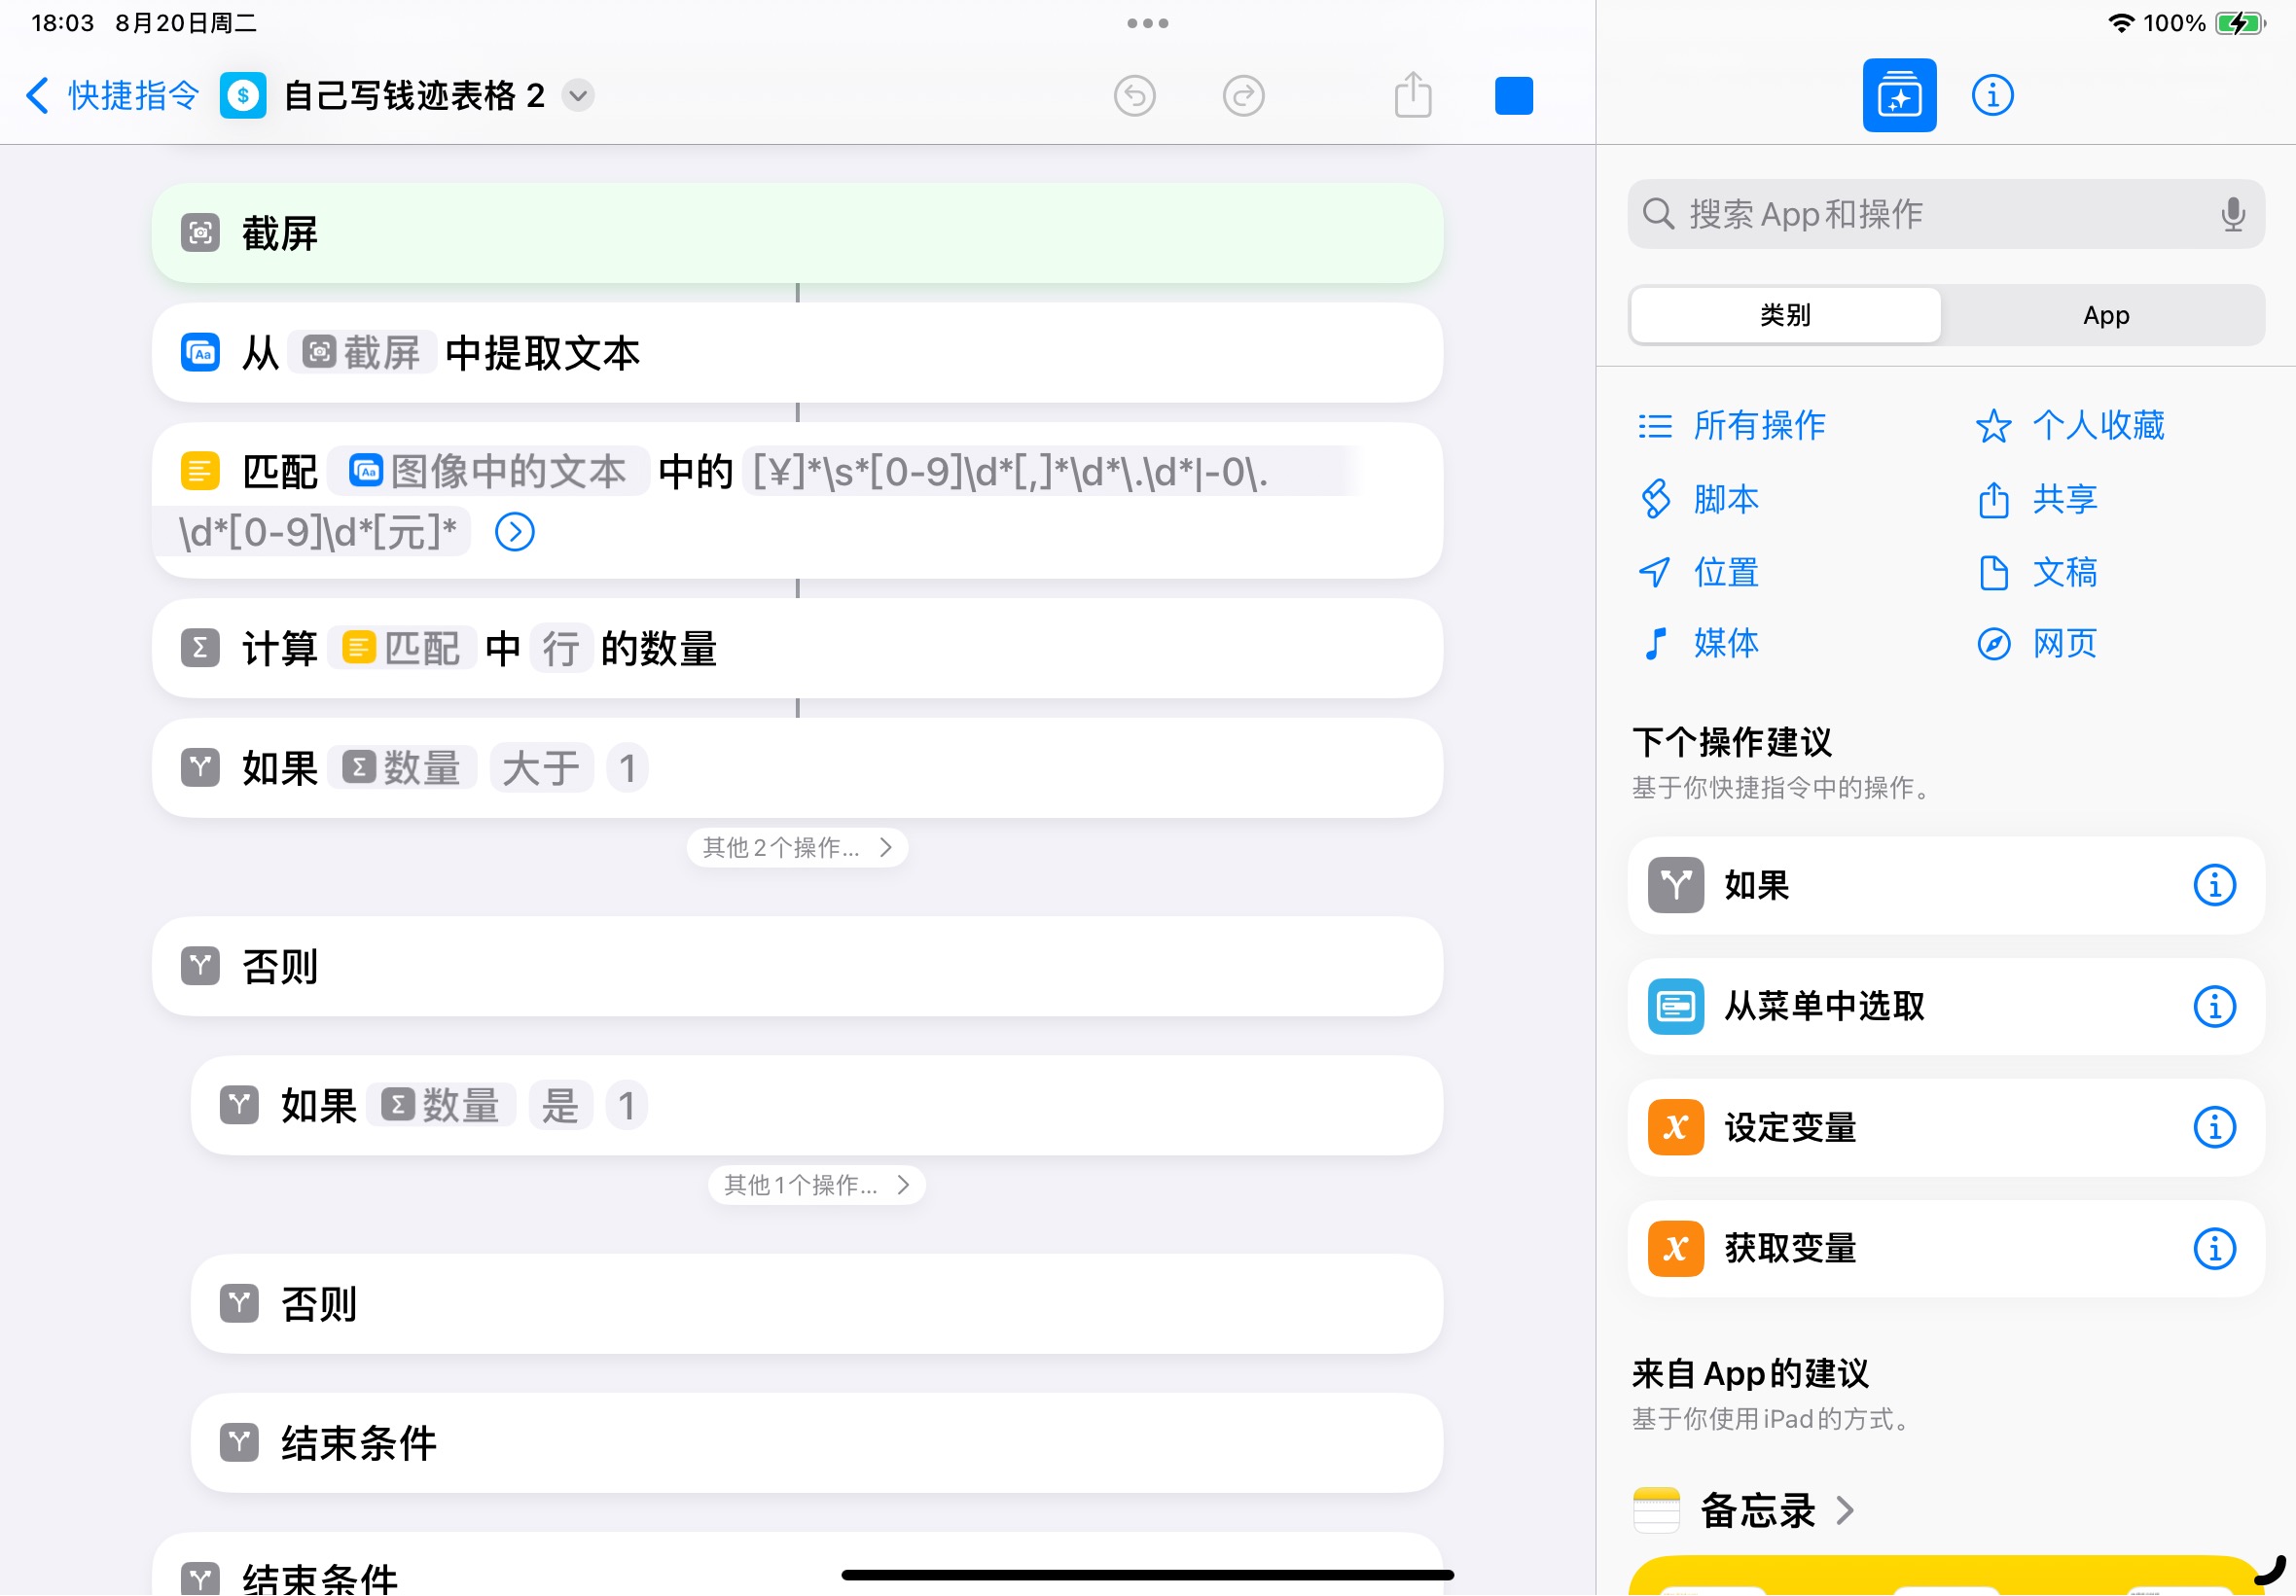 18:03 8月20日周二
100%
快捷指令 自己写钱迹表格 2
截屏
从 截屏 中提取文本
匹配 图像中的文本 中的 [¥]*\s*[0-9]\d*[,]*\d*\.\d*|-0\.
\d*[0-9]\d*[元]*
计算 匹配 中 行 的数量
如果 数量 大于 1
其他2个操作...
否则
如果 数量 是 1
其他1个操作...
否则
结束条件
结束条件
搜索App和操作
类别 App
所有操作 个人收藏
脚本 共享
位置 文稿
媒体 网页
下个操作建议
基于你快捷指令中的操作。
如果
从菜单中选取
设定变量
获取变量
来自App的建议
基于你使用iPad的方式。
备忘录